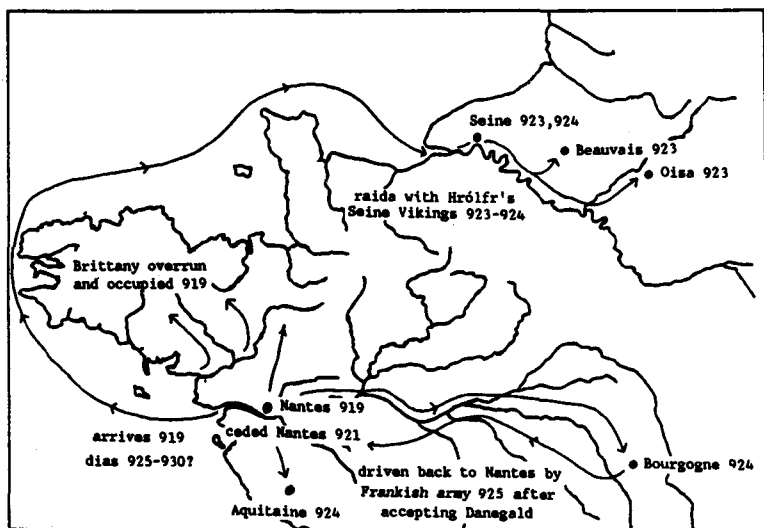 Seine 923,924
Beauvais 923
Oisa 923
raida with Hrólfr's
Seine Vikings 923-924
Brittany overrun
and occupied 919
Nantes 919
arrives 919
dias 925-930?
ceded Nantes 921
driven back to Nantes by
Frankish army 925 after
accepting Danegald
Bourgogne 924
Aquitaine 924